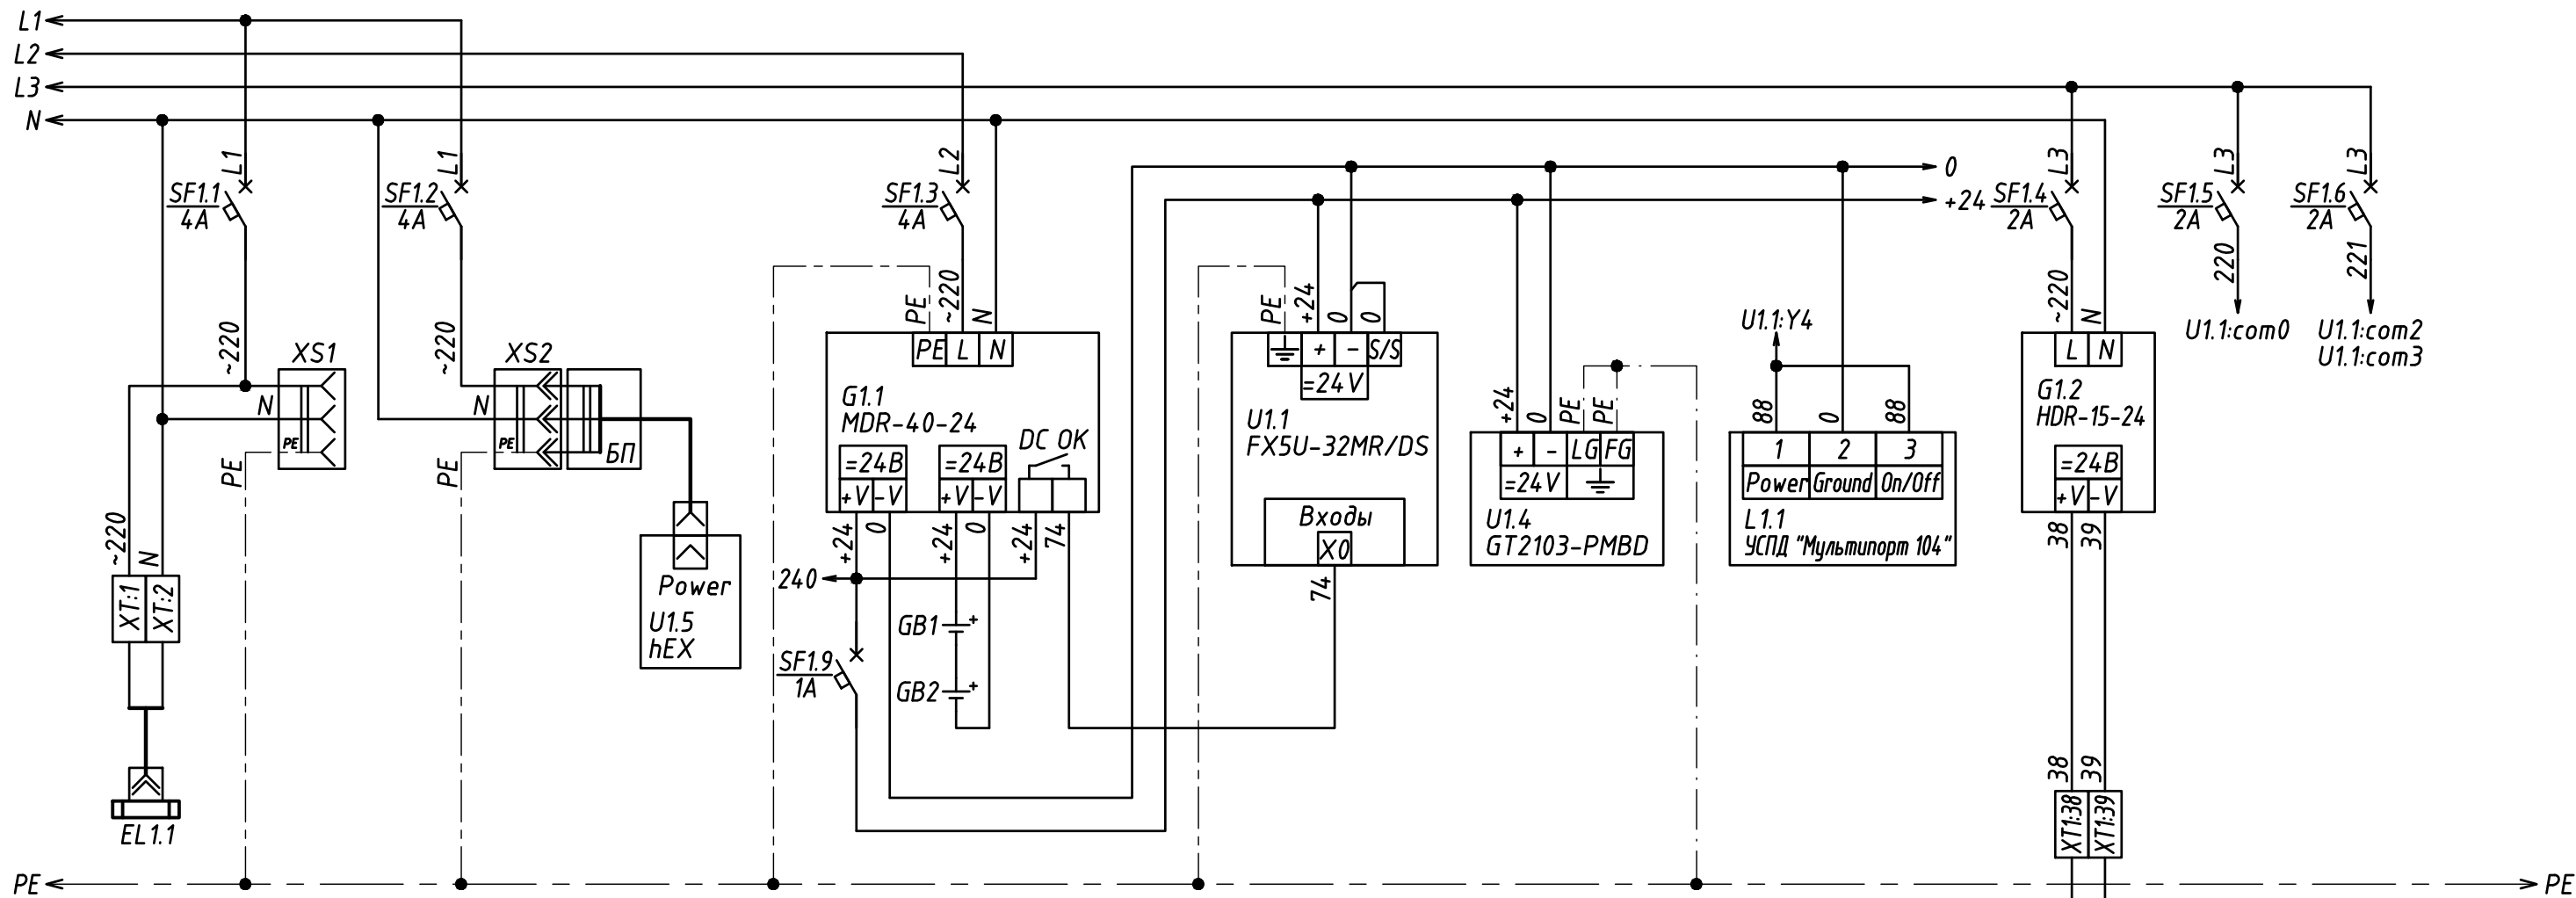 L1
L2
L3
N
L1
L1
L2
L3
L3
L3
SF1.1
4A
SF1.2
4A
SF1.3
4A
0
+24
SF1.4
2A
SF1.5
2A
SF1.6
2A
~220
~220
PE
~220
N
PE
+24
0
0
~220
N
220
221
U1.1:com0
U1.1:com2
U1.1:com3
XS1
N
PE
PE
XS2
N
PE
PE
БП
PE
L
N
G1.1
MDR-40-24
=24В
+V
-V
=24В
+V
-V
DC OK
+
-
S/S
=24V
U1.1
FX5U-32MR/DS
Входы
X0
74
+24
0
PE
PE
+
-
LG
FG
=24V
U1.4
GT2103-PMBD
U1.1:Y4
88
0
88
1
2
3
Power
Ground
On/Off
L1.1
УСПД "Мультипорт 104"
L
N
G1.2
HDR-15-24
=24В
+V
-V
38
39
~220
N
XT:1
XT:2
EL1.1
Power
U1.5
hEX
+24
0
+24
0
+24
74
240
GB1
+
GB2
+
SF1.9
1A
38
39
XT1:38
XT1:39
PE
PE